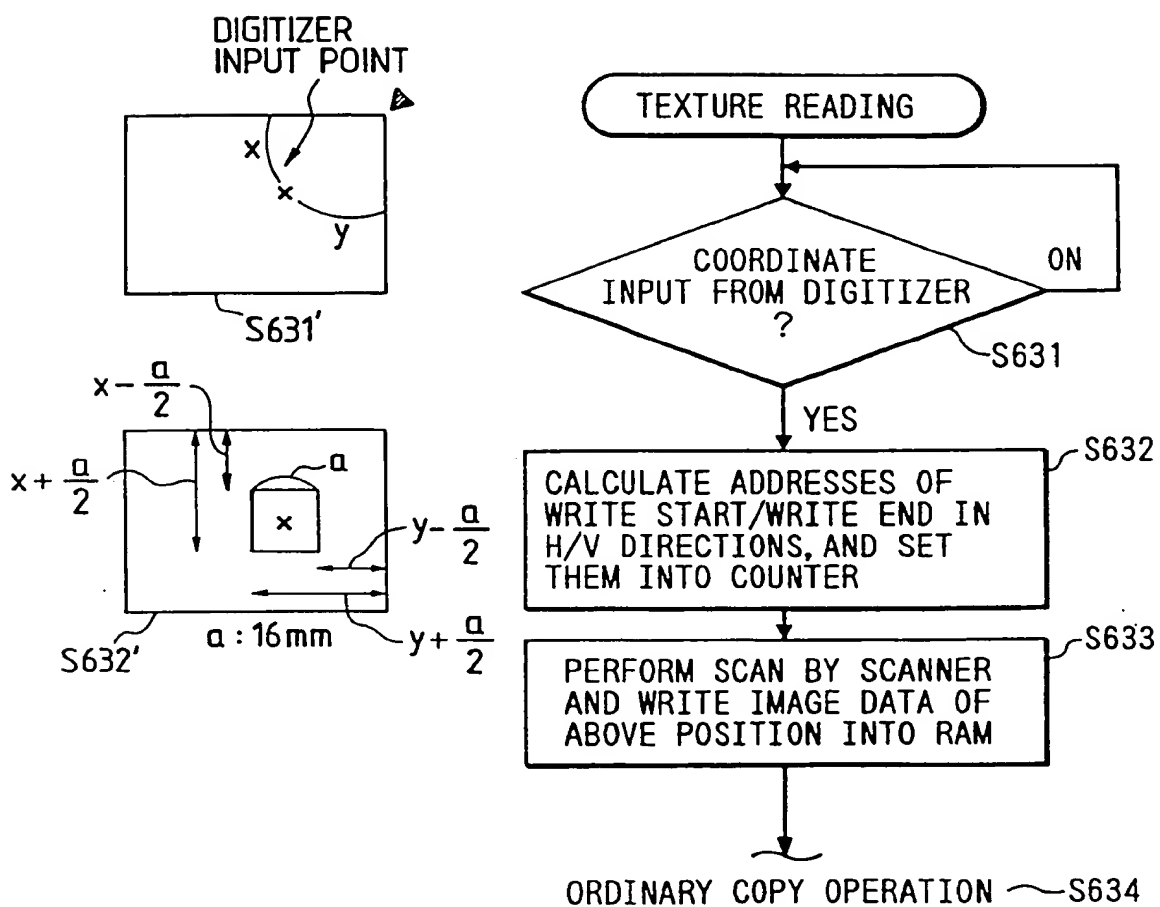 DIGITIZER
INPUT POINT
x
x
y
S631'
x - a/2
x + a/2
a
x
y - a/2
y + a/2
S632'
a : 16 mm
TEXTURE READING
COORDINATE
INPUT FROM DIGITIZER
?
ON
S631
YES
S632
CALCULATE ADDRESSES OF
WRITE START/WRITE END IN
H/V DIRECTIONS, AND SET
THEM INTO COUNTER
S633
PERFORM SCAN BY SCANNER
AND WRITE IMAGE DATA OF
ABOVE POSITION INTO RAM
ORDINARY COPY OPERATION S634